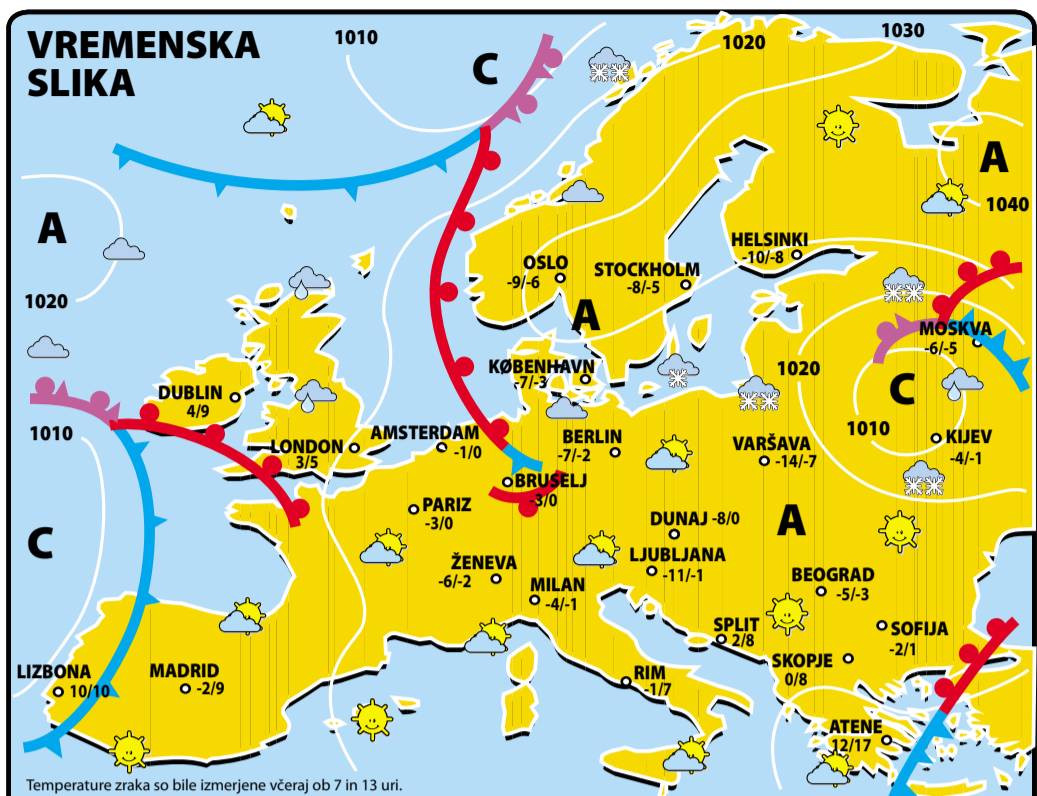 VREMENSKA
SLIKA
1010
C
1020
1030
A
1040
A
1020
HELSINKI
-10/-8
OSLO
-9/-6
STOCKHOLM
-8/-5
A
MOSKVA
-6/-5
KØBENHAVN
-7/-3
1020
C
DUBLIN
4/9
1010
1010
LONDON
3/5
AMSTERDAM
-1/0
BERLIN
-7/-2
VARŠAVA
-14/-7
KIJEV
-4/-1
BRUSELJ
-3/0
PARIZ
-3/0
C
DUNAJ -8/0
A
LJUBLJANA
-11/-1
ŽENEVA
-6/-2
MILAN
-4/-1
BEOGRAD
-5/-3
SPLIT
2/8
SOFIJA
-2/1
SKOPJE
0/8
LIZBONA
10/10
MADRID
-2/9
RIM
-1/7
ATENE
12/17
Temperature zraka so bile izmerjene včeraj ob 7 in 13 uri.